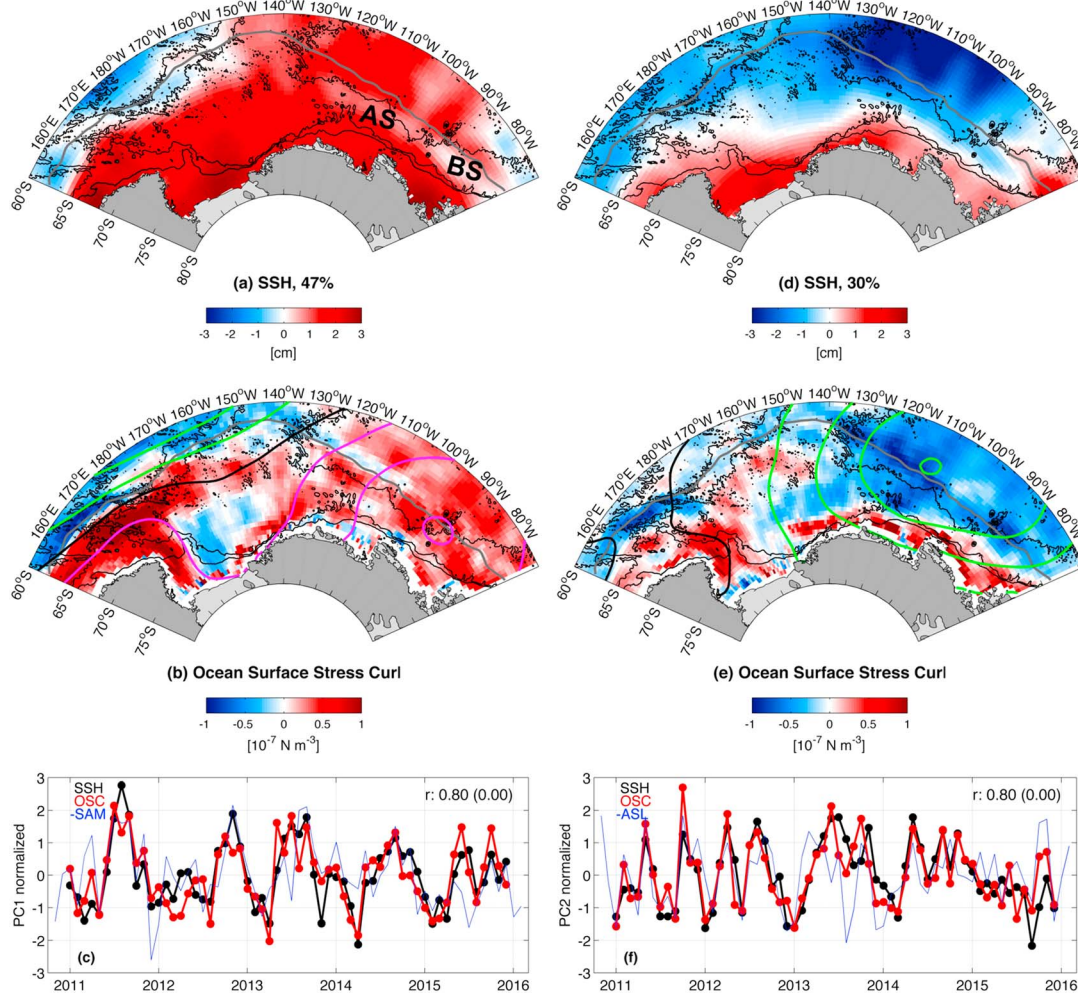 160°E 170°E 180°W 170°W 160°W 150°W 140°W 130°W 120°W 110°W 100°W 90°W 80°W
60°S
65°S
70°S
75°S
80°S
AS
BS
(a) SSH, 47%
-3 -2 -1 0 1 2 3
[cm]
160°E 170°E 180°W 170°W 160°W 150°W 140°W 130°W 120°W 110°W 100°W 90°W 80°W
60°S
65°S
70°S
75°S
80°S
(d) SSH, 30%
-3 -2 -1 0 1 2 3
[cm]
160°E 170°E 180°W 170°W 160°W 150°W 140°W 130°W 120°W 110°W 100°W 90°W 80°W
60°S
65°S
70°S
75°S
(b) Ocean Surface Stress Curl
-1 -0.5 0 0.5 1
[10⁻⁷ N m⁻³]
160°E 170°E 180°W 170°W 160°W 150°W 140°W 130°W 120°W 110°W 100°W 90°W 80°W
60°S
65°S
70°S
75°S
(e) Ocean Surface Stress Curl
-1 -0.5 0 0.5 1
[10⁻⁷ N m⁻³]
PC1 normalized
3
2
1
0
-1
-2
-3
SSH
OSC
-SAM
r: 0.80 (0.00)
(c)
2011 2012 2013 2014 2015 2016
PC2 normalized
3
2
1
0
-1
-2
-3
SSH
OSC
-ASL
r: 0.80 (0.00)
(f)
2011 2012 2013 2014 2015 2016